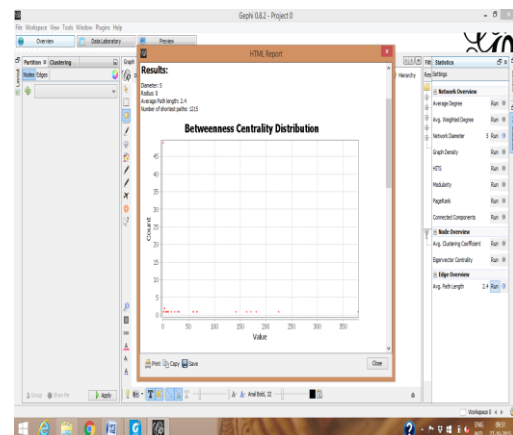 Gephi 0.8.2 - Project 0
File Workspace View Tools Window Plugins Help
Overview
Data Laboratory
Preview
Partition
Clustering
Nodes Edges
Graph
HTML Report
Results:
Diameter: 5
Radius: 0
Average Path length: 2.4
Number of shortest paths: 1215
Betweenness Centrality Distribution
Count
45
40
35
30
25
20
15
10
5
0
0 50 100 150 200 250 300 350
Value
Print Copy Save
Close
Hierarchy
Statistics
Settings
Network Overview
Average Degree Run
Avg. Weighted Degree Run
Network Diameter 5 Run
Graph Density Run
HITS Run
Modularity Run
PageRank Run
Connected Components Run
Node Overview
Avg. Clustering Coefficient Run
Eigenvector Centrality Run
Edge Overview
Avg. Path Length 2.4 Run
Group
Apply
Arial Bold, 32
Workspace 0
ENG